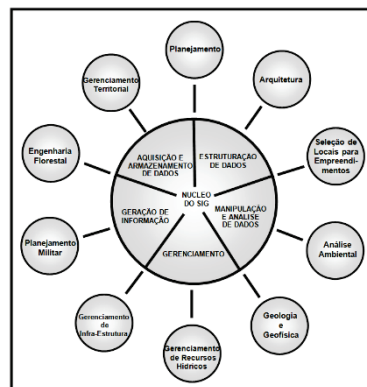 Planejamento
Arquitetura
Seleção de
Locais para
Empreendi-
mentos
Análise
Ambiental
Geologia
e
Geofísica
Gerenciamento
de Recursos
Hídricos
Gerenciamento
de
Infra-Estrutura
Planejamento
Militar
Engenharia
Florestal
Gerenciamento
Territorial
AQUISIÇÃO E
ARMAZENAMENTO
DE DADOS
ESTRUTURAÇÃO
DE DADOS
MANIPULAÇÃO
E ANÁLISE
DE DADOS
GERENCIAMENTO
GERAÇÃO DE
INFORMAÇÃO
NÚCLEO
DO SIG